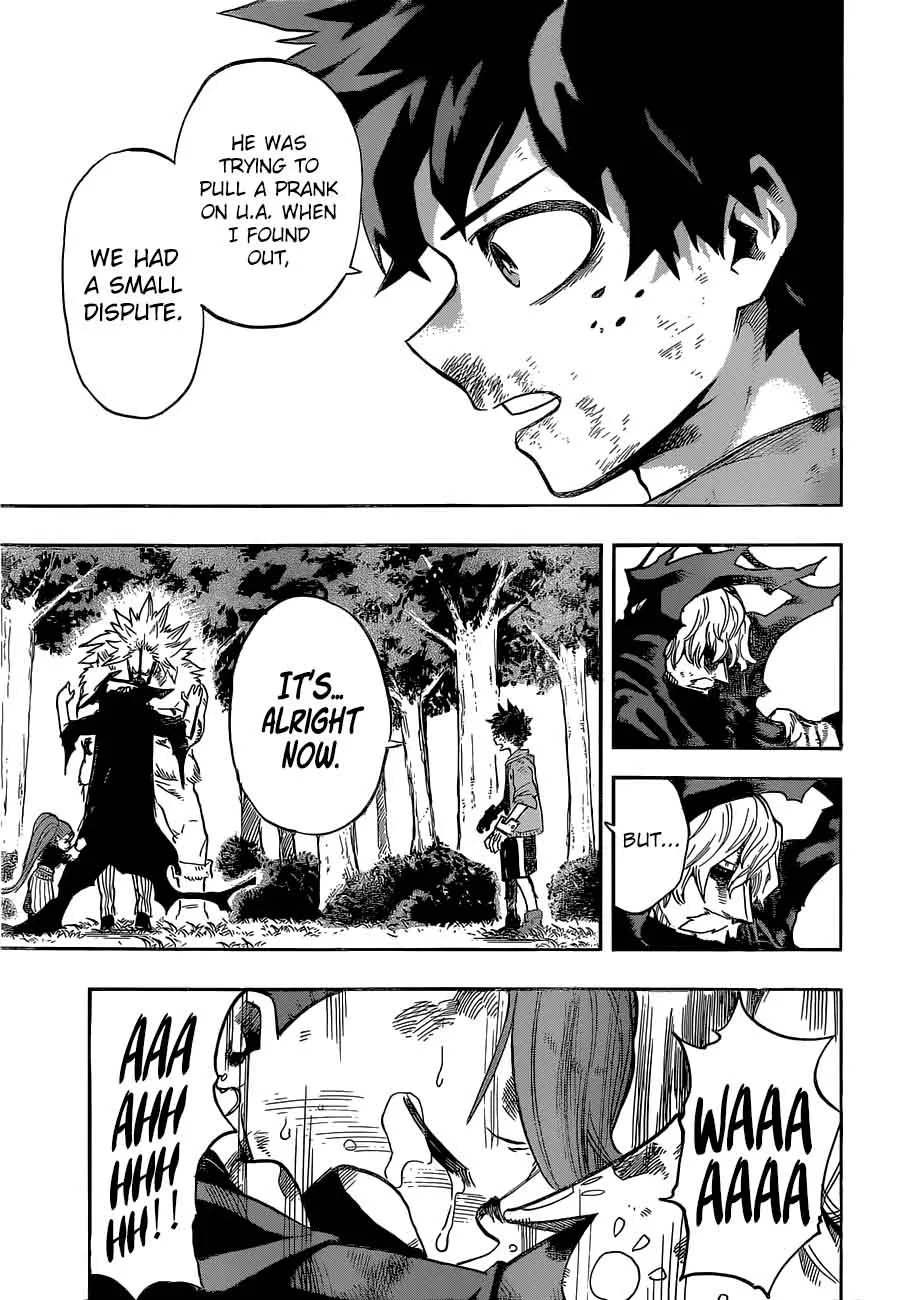 HE WAS
TRYING TO
PULL A PRANK
ON U.A. WHEN
I FOUND
OUT,
WE HAD
A SMALL
DISPUTE.
BUT...
IT'S...
ALRIGHT
NOW.
WAAA
AAAA
AAA
AHH
HHH
HH!!